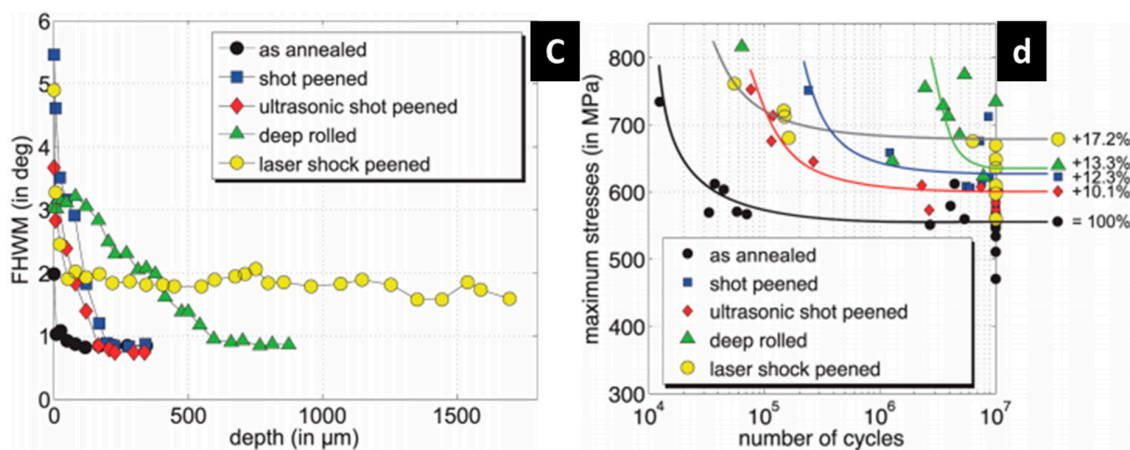 C
FHWM (in deg)
6
5
4
3
2
1
0
as annealed
shot peened
ultrasonic shot peened
deep rolled
laser shock peened
0
500
1000
1500
depth (in µm)
d
maximum stresses (in MPa)
800
700
600
500
400
300
+17.2%
+13.3%
+12.3%
+10.1%
= 100%
as annealed
shot peened
ultrasonic shot peened
deep rolled
laser shock peened
10⁴
10⁵
10⁶
10⁷
number of cycles